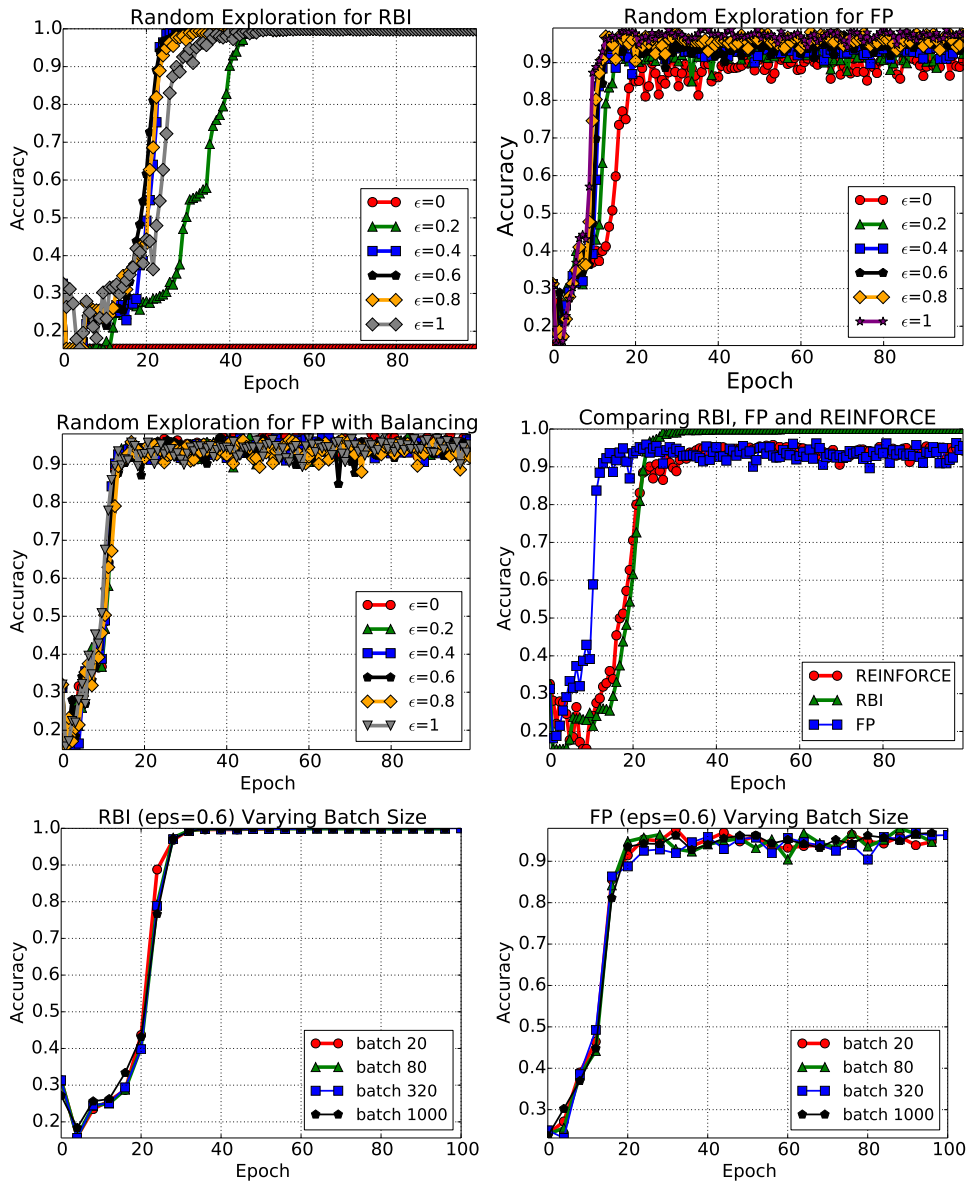 Random Exploration for RBI
1.0
0.9
0.8
0.7
0.6
0.5
0.4
0.3
0.2
Accuracy
ϵ=0
ϵ=0.2
ϵ=0.4
ϵ=0.6
ϵ=0.8
ϵ=1
0 20 40 60 80
Epoch
Random Exploration for FP
0.9
0.8
0.7
0.6
0.5
0.4
0.3
0.2
Accuracy
ϵ=0
ϵ=0.2
ϵ=0.4
ϵ=0.6
ϵ=0.8
ϵ=1
0 20 40 60 80
Epoch
Random Exploration for FP with Balancing
0.9
0.8
0.7
0.6
0.5
0.4
0.3
0.2
Accuracy
ϵ=0
ϵ=0.2
ϵ=0.4
ϵ=0.6
ϵ=0.8
ϵ=1
0 20 40 60 80
Epoch
Comparing RBI, FP and REINFORCE
1.0
0.9
0.8
0.7
0.6
0.5
0.4
0.3
0.2
Accuracy
REINFORCE
RBI
FP
0 20 40 60 80
Epoch
RBI (eps=0.6) Varying Batch Size
1.0
0.9
0.8
0.7
0.6
0.5
0.4
0.3
0.2
Accuracy
batch 20
batch 80
batch 320
batch 1000
0 20 40 60 80 100
Epoch
FP (eps=0.6) Varying Batch Size
0.9
0.8
0.7
0.6
0.5
0.4
0.3
Accuracy
batch 20
batch 80
batch 320
batch 1000
0 20 40 60 80 100
Epoch